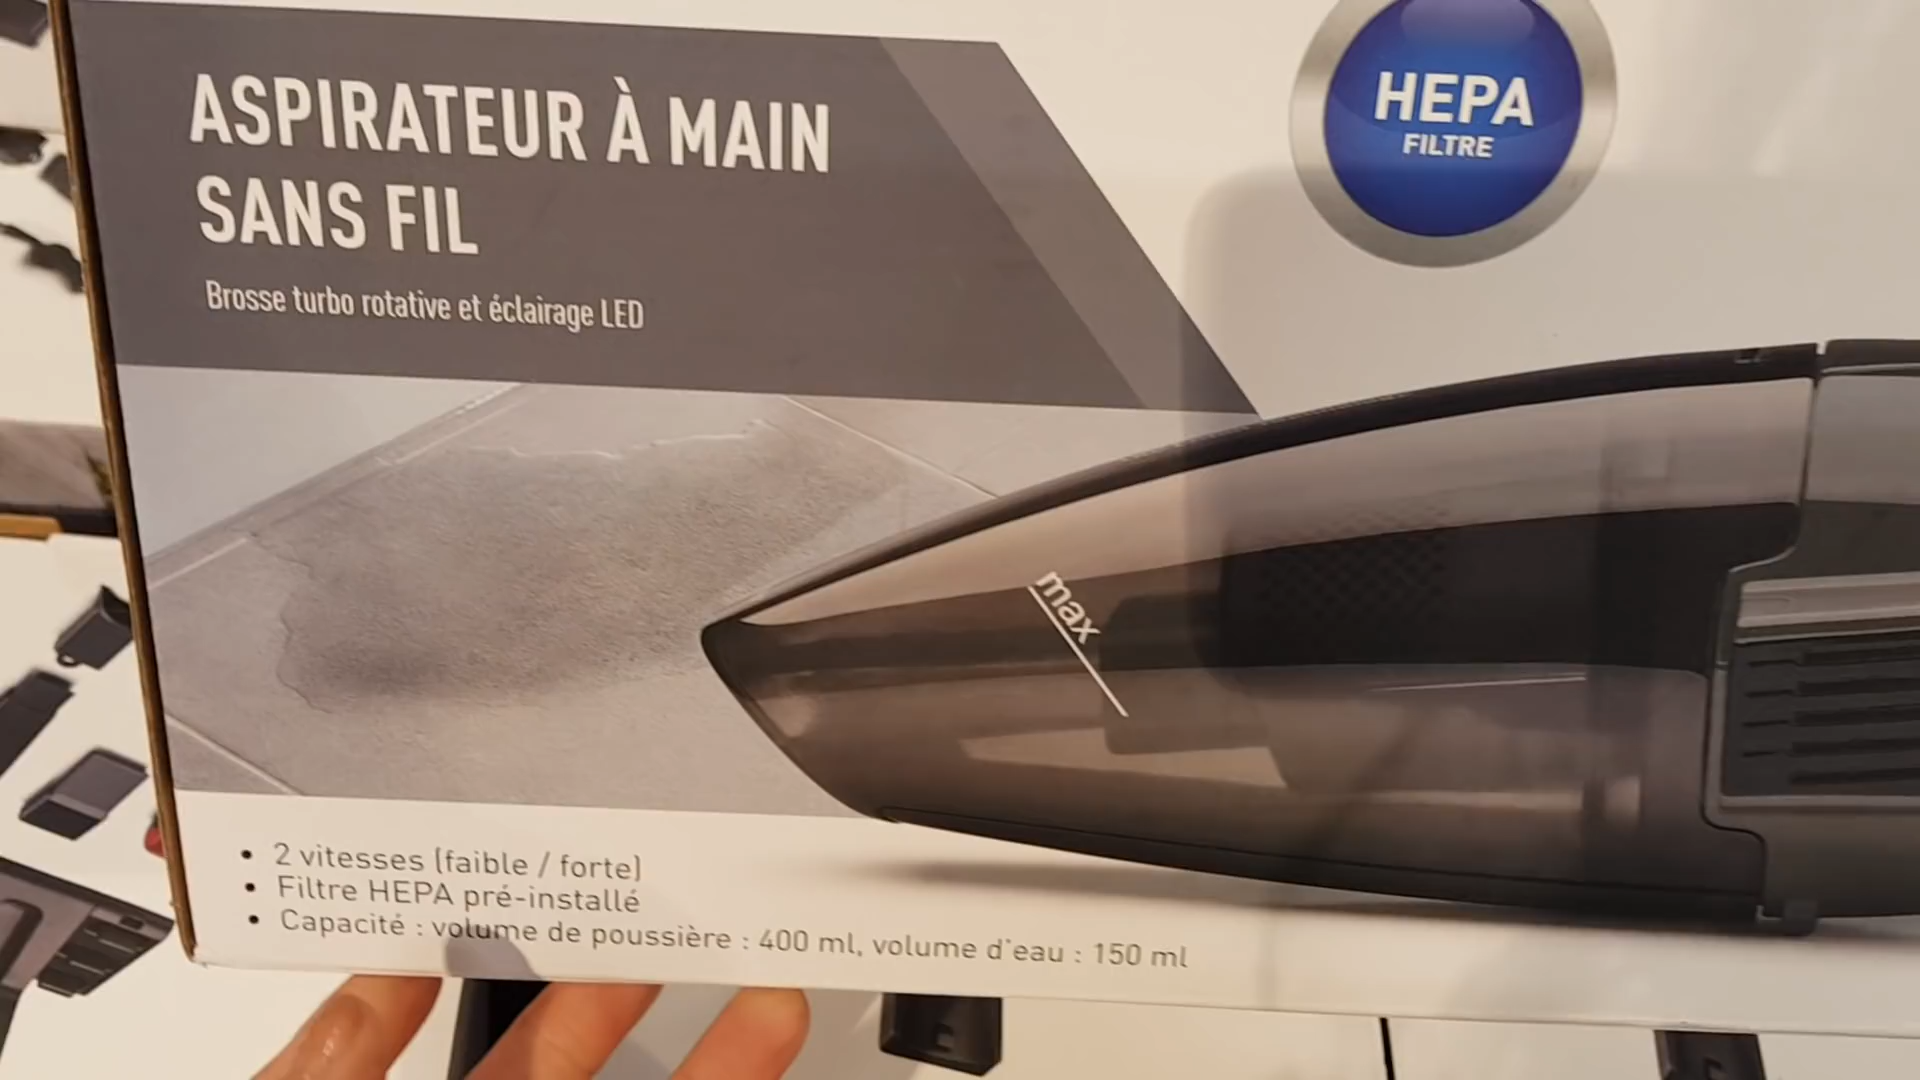 ASPIRATEUR À MAIN
SANS FIL
Brosse turbo rotative et éclairage LED
HEPA
FILTRE
max
• 2 vitesses (faible / forte)
• Filtre HEPA pré-installé
• Capacité : volume de poussière : 400 ml, volume d'eau : 150 ml